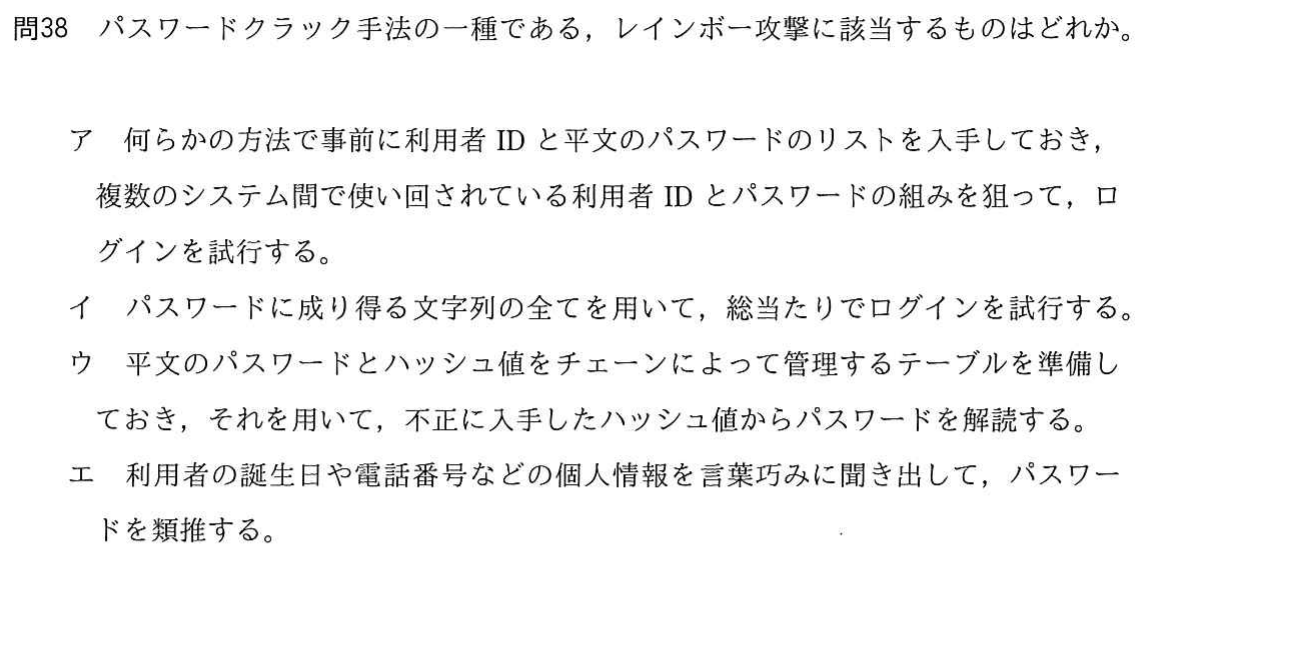 問38　パスワードクラック手法の一種である，レインボー攻撃に該当するものはどれか。
ア　何らかの方法で事前に利用者 ID と平文のパスワードのリストを入手しておき，
複数のシステム間で使い回されている利用者 ID とパスワードの組みを狙って，ロ
グインを試行する。
イ　パスワードに成り得る文字列の全てを用いて，総当たりでログインを試行する。
ウ　平文のパスワードとハッシュ値をチェーンによって管理するテーブルを準備し
ておき，それを用いて，不正に入手したハッシュ値からパスワードを解読する。
エ　利用者の誕生日や電話番号などの個人情報を言葉巧みに聞き出して，パスワー
ドを類推する。